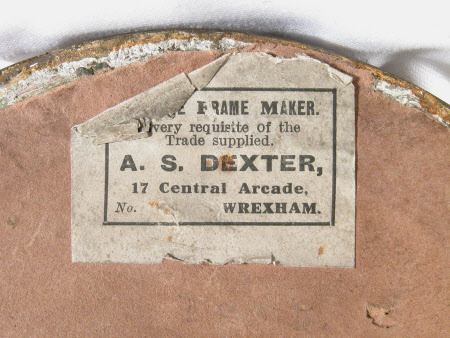 FRAME MAKER.
very requisite of the
Trade supplied.
A. S. DEXTER,
17 Central Arcade,
No. WREXHAM.